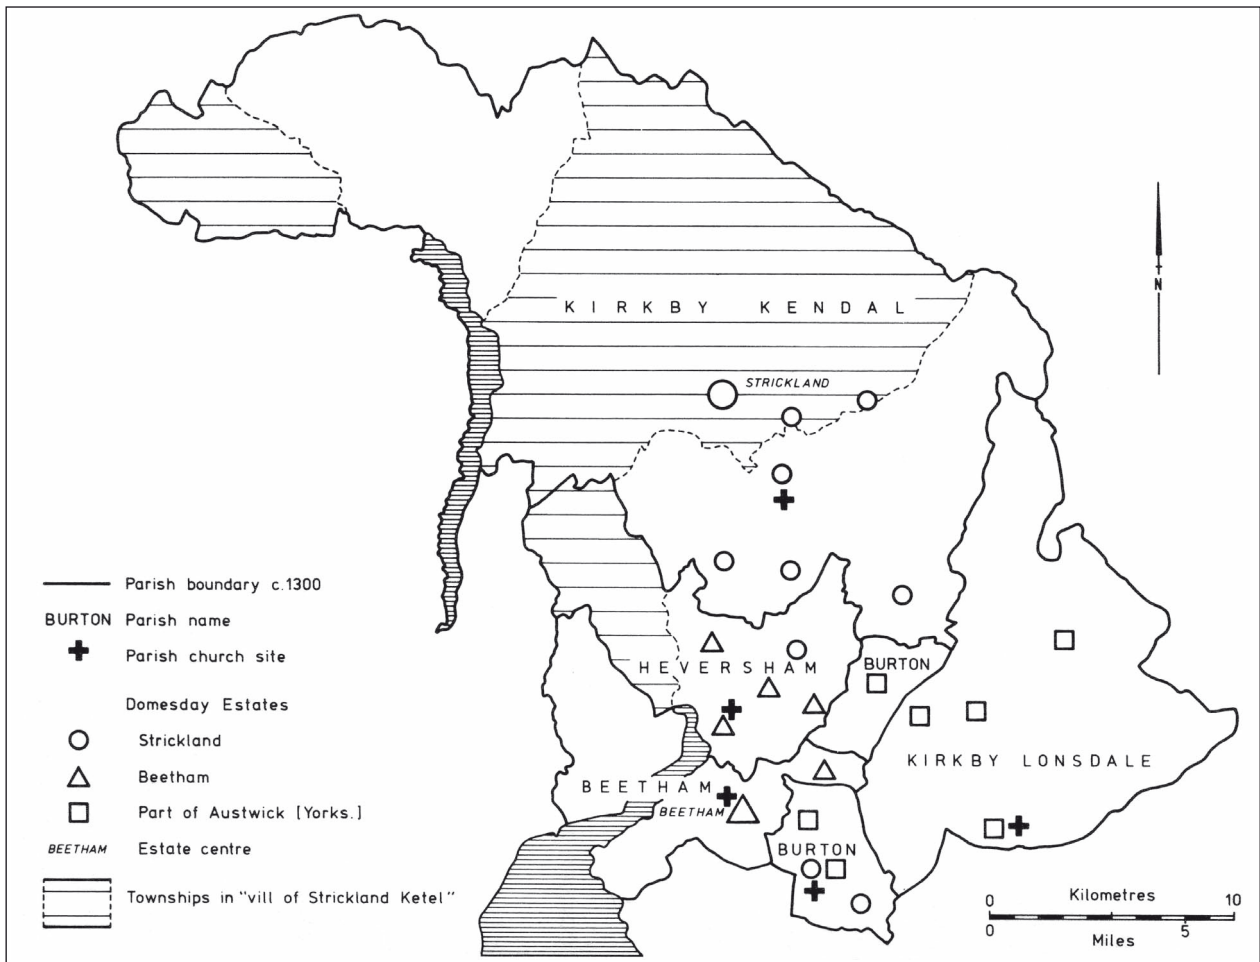 N
KIRKBY KENDAL
STRICKLAND
HEVERSHAM
BURTON
KIRKBY LONSDALE
BEETHAM
BEETHAM
BURTON
Parish boundary c.1300
BURTON Parish name
Parish church site
Domesday Estates
Strickland
Beetham
Part of Austwick [Yorks.]
BEETHAM Estate centre
Townships in "vill of Strickland Ketel"
0 Kilometres 10
0 Miles 5